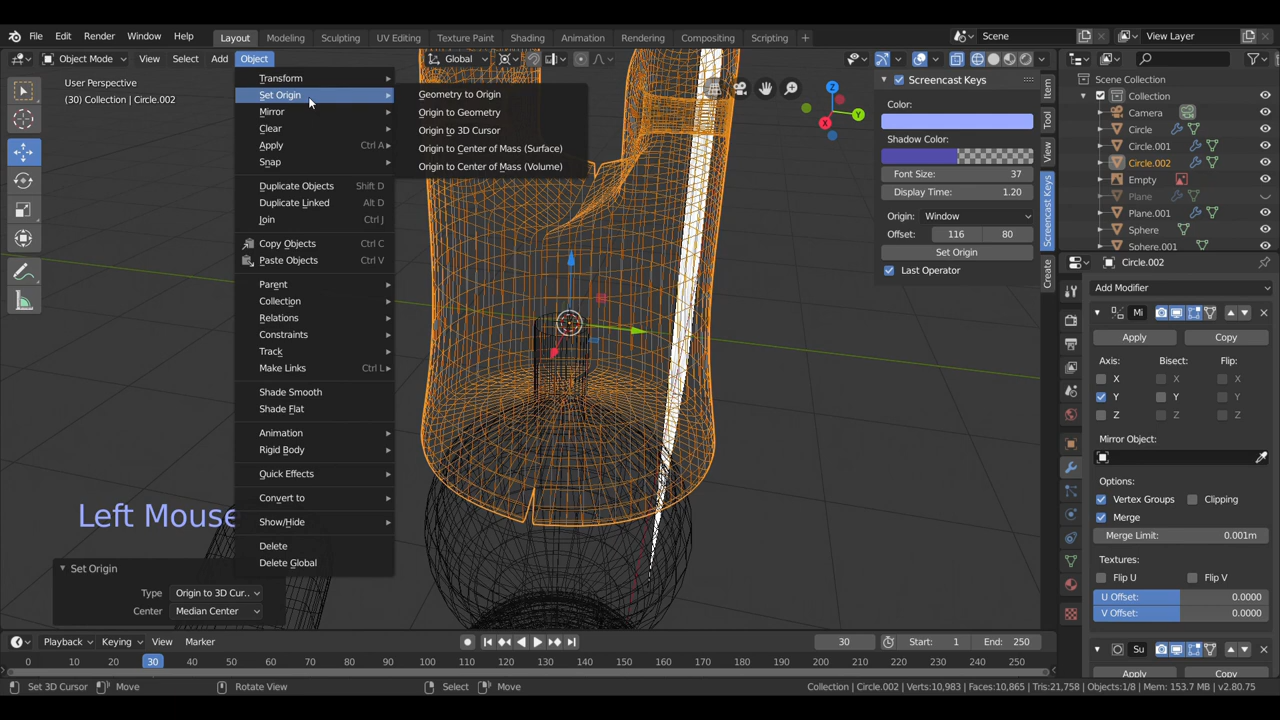 File Edit Render Window Help Layout Modeling Sculpting UV Editing Texture Paint Shading Animation Rendering Compositing Scripting + Scene View Layer
Object Mode View Select Add Object Global
User Perspective
(30) Collection | Circle.002
Transform
Set Origin
Mirror
Clear
Apply Ctrl A
Snap
Duplicate Objects Shift D
Duplicate Linked Alt D
Join Ctrl J
Copy Objects Ctrl C
Paste Objects Ctrl V
Parent
Collection
Relations
Constraints
Track
Make Links Ctrl L
Shade Smooth
Shade Flat
Animation
Rigid Body
Quick Effects
Convert to
Show/Hide
Delete
Delete Global
Geometry to Origin
Origin to Geometry
Origin to 3D Cursor
Origin to Center of Mass (Surface)
Origin to Center of Mass (Volume)
Z
Y
X
Screencast Keys
Color:
Shadow Color:
Font Size: 37
Display Time: 1.20
Origin: Window
Offset: 116 80
Set Origin
Last Operator
Item
Tool
View
Screencast Keys
Create
Scene Collection
Collection
Camera
Circle
Circle.001
Circle.002
Empty
Plane
Plane.001
Sphere
Sphere.001
Circle.002
Add Modifier
Mi
Apply Copy
Axis: Bisect: Flip:
X X X
Y Y Y
Z Z Z
Mirror Object:
Options:
Vertex Groups Clipping
Merge
Merge Limit: 0.001m
Textures:
Flip U Flip V
U Offset: 0.0000
V Offset: 0.0000
Su
Apply Copy
Left Mouse
Set Origin
Type Origin to 3D Cur..
Center Median Center
Playback Keying View Marker 30 Start: 1 End: 250
0 10 20 30 40 50 60 70 80 90 100 110 120 130 140 150 160 170 180 190 200 210 220 230 240 250
Set 3D Cursor Move Rotate View Select Move Collection | Circle.002 | Verts:10,983 | Faces:10,865 | Tris:21,758 | Objects:1/8 | Mem: 153.7 MB | v2.80.75